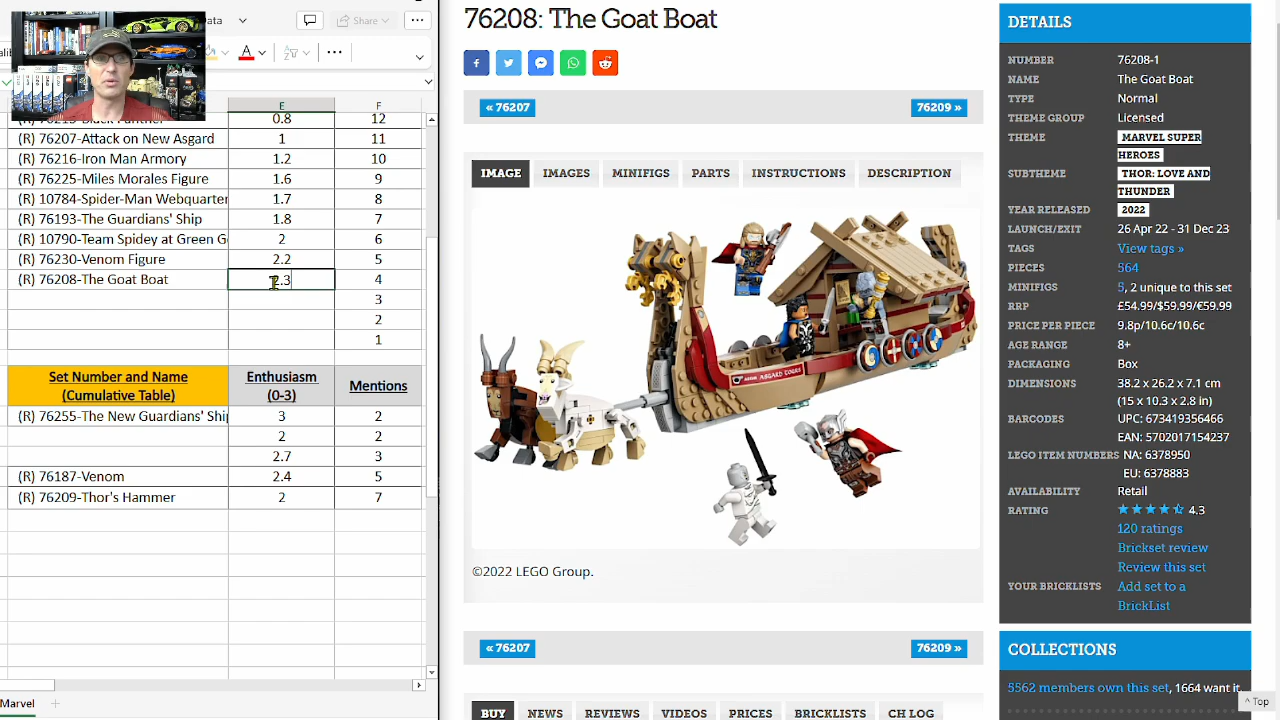 Data
Share
E
F
(R) 76215-Black Panther 0.8 12
(R) 76207-Attack on New Asgard 1 11
(R) 76216-Iron Man Armory 1.2 10
(R) 76225-Miles Morales Figure 1.6 9
(R) 10784-Spider-Man Webquarter 1.7 8
(R) 76193-The Guardians' Ship 1.8 7
(R) 10790-Team Spidey at Green G 2 6
(R) 76230-Venom Figure 2.2 5
(R) 76208-The Goat Boat 2.3 4
3
2
1
Set Number and Name (Cumulative Table) Enthusiasm (0-3) Mentions
(R) 76255-The New Guardians' Ship 3 2
2 2
2.7 3
(R) 76187-Venom 2.4 5
(R) 76209-Thor's Hammer 2 7
Marvel
76208: The Goat Boat
« 76207 76209 »
IMAGE IMAGES MINIFIGS PARTS INSTRUCTIONS DESCRIPTION
ASGARD TOURS
©2022 LEGO Group.
« 76207 76209 »
BUY NEWS REVIEWS VIDEOS PRICES BRICKLISTS CH LOG
DETAILS
NUMBER 76208-1
NAME The Goat Boat
TYPE Normal
THEME GROUP Licensed
THEME MARVEL SUPER
HEROES
SUBTHEME THOR: LOVE AND
THUNDER
YEAR RELEASED 2022
LAUNCH/EXIT 26 Apr 22 - 31 Dec 23
TAGS View tags »
PIECES 564
MINIFIGS 5, 2 unique to this set
RRP £54.99/$59.99/€59.99
PRICE PER PIECE 9.8p/10.6c/10.6c
AGE RANGE 8+
PACKAGING Box
DIMENSIONS 38.2 x 26.2 x 7.1 cm
(15 x 10.3 x 2.8 in)
BARCODES UPC: 673419356466
EAN: 5702017154237
LEGO ITEM NUMBERS NA: 6378950
EU: 6378883
AVAILABILITY Retail
RATING 4.3
120 ratings
Brickset review
Review this set
YOUR BRICKLISTS Add set to a
BrickList
COLLECTIONS
5562 members own this set, 1664 want it.
^ Top